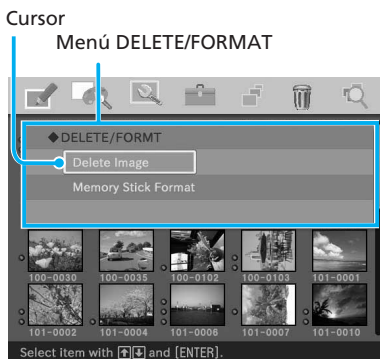 Cursor
Menú DELETE/FORMAT
◆DELETE/FORMT
Delete Image
Memory Stick Format
100-0030 100-0035 100-0102 100-0103 101-0001
101-0002 101-0004 101-0006 101-0007 101-0010
Select item with [↑][↓] and [ENTER].